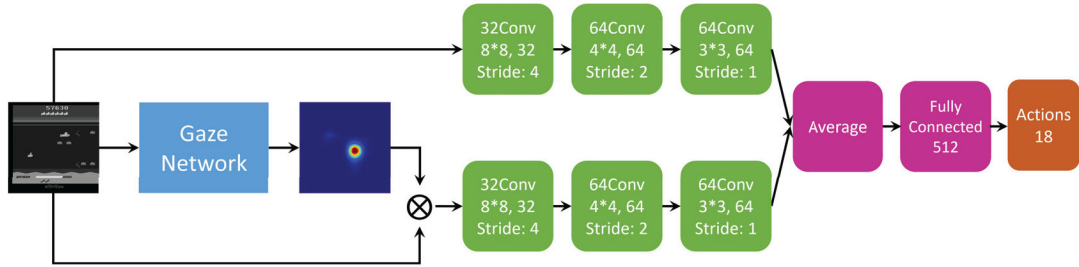 32Conv
8*8, 32
Stride: 4
64Conv
4*4, 64
Stride: 2
64Conv
3*3, 64
Stride: 1
57630
Gaze
Network
32Conv
8*8, 32
Stride: 4
64Conv
4*4, 64
Stride: 2
64Conv
3*3, 64
Stride: 1
Average
Fully
Connected
512
Actions
18